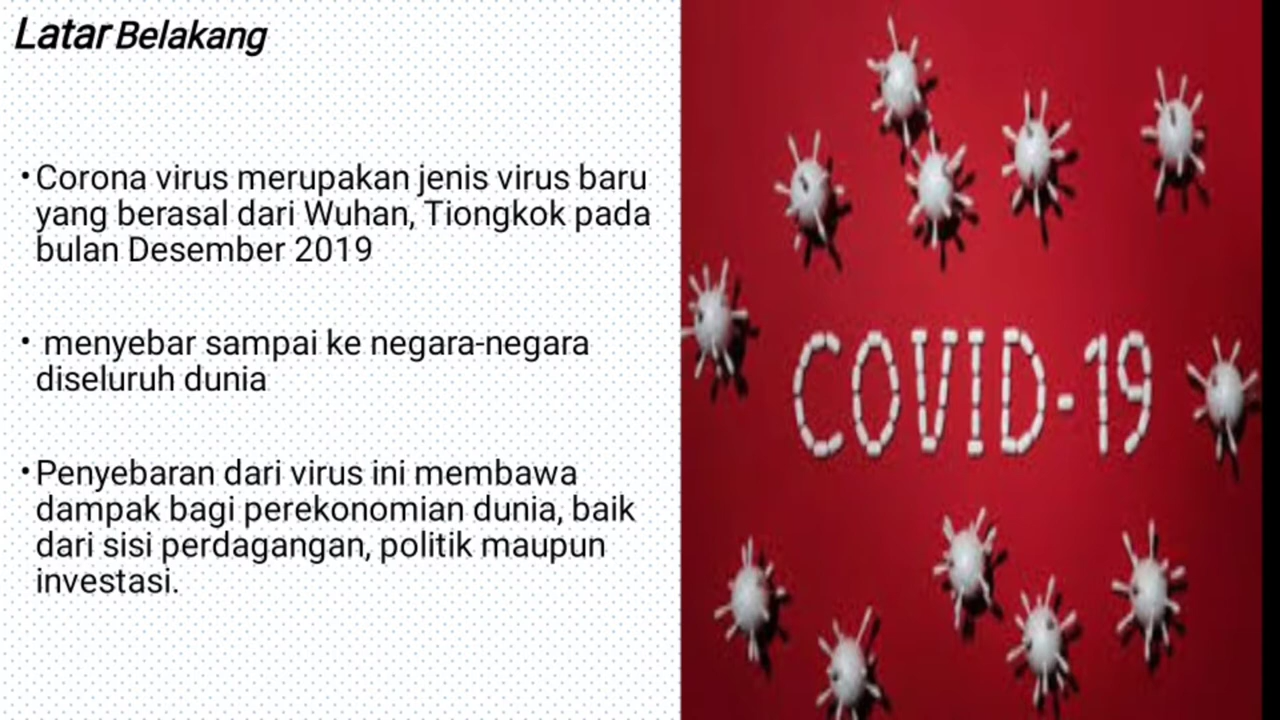 Latar Belakang
• Corona virus merupakan jenis virus baru
yang berasal dari Wuhan, Tiongkok pada
bulan Desember 2019
• menyebar sampai ke negara-negara
diseluruh dunia
• Penyebaran dari virus ini membawa
dampak bagi perekonomian dunia, baik
dari sisi perdagangan, politik maupun
investasi.
COVID-19